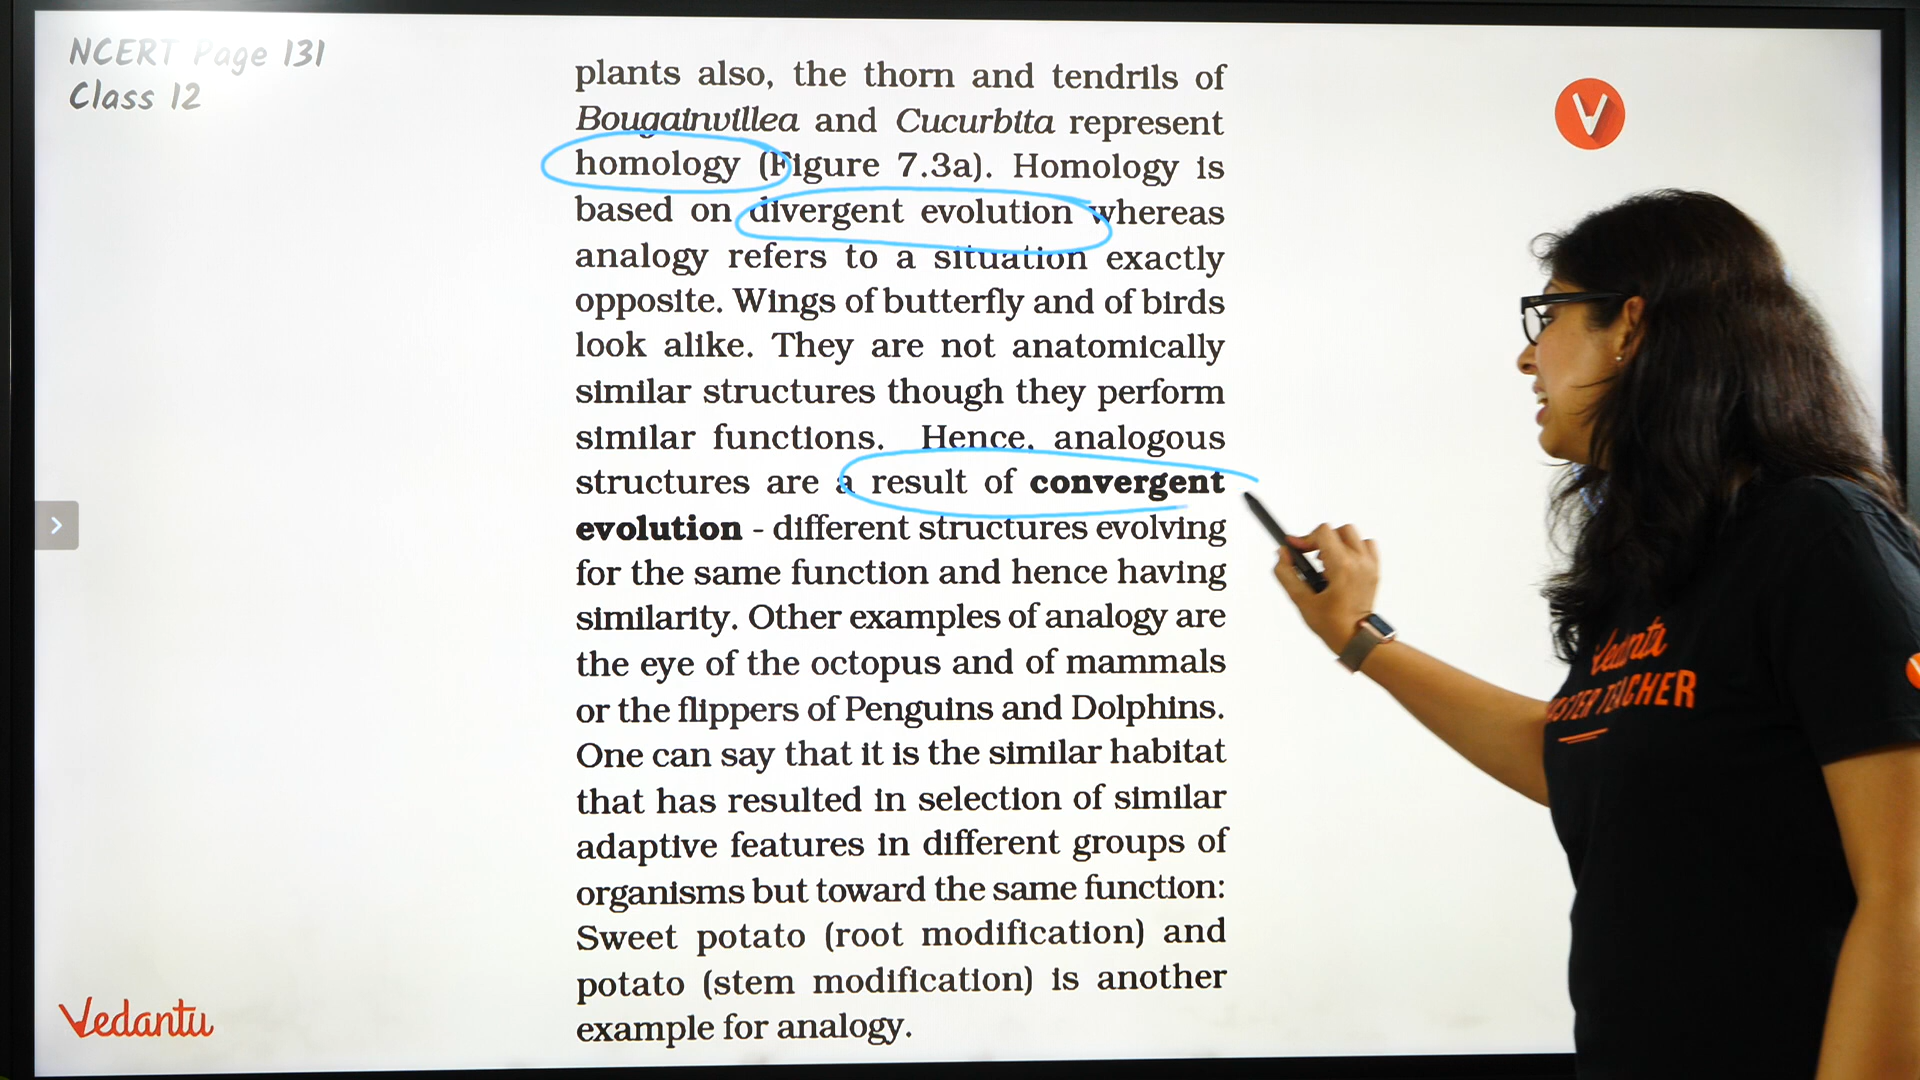 NCERT Page 131
Class 12
plants also, the thorn and tendrils of
Bougainvillea and Cucurbita represent
homology (Figure 7.3a). Homology is
based on divergent evolution whereas
analogy refers to a situation exactly
opposite. Wings of butterfly and of birds
look alike. They are not anatomically
similar structures though they perform
similar functions. Hence, analogous
structures are a result of convergent
evolution - different structures evolving
for the same function and hence having
similarity. Other examples of analogy are
the eye of the octopus and of mammals
or the flippers of Penguins and Dolphins.
One can say that it is the similar habitat
that has resulted in selection of similar
adaptive features in different groups of
organisms but toward the same function:
Sweet potato (root modification) and
potato (stem modification) is another
example for analogy.
V
Vedantu
Vedantu
TEACHER